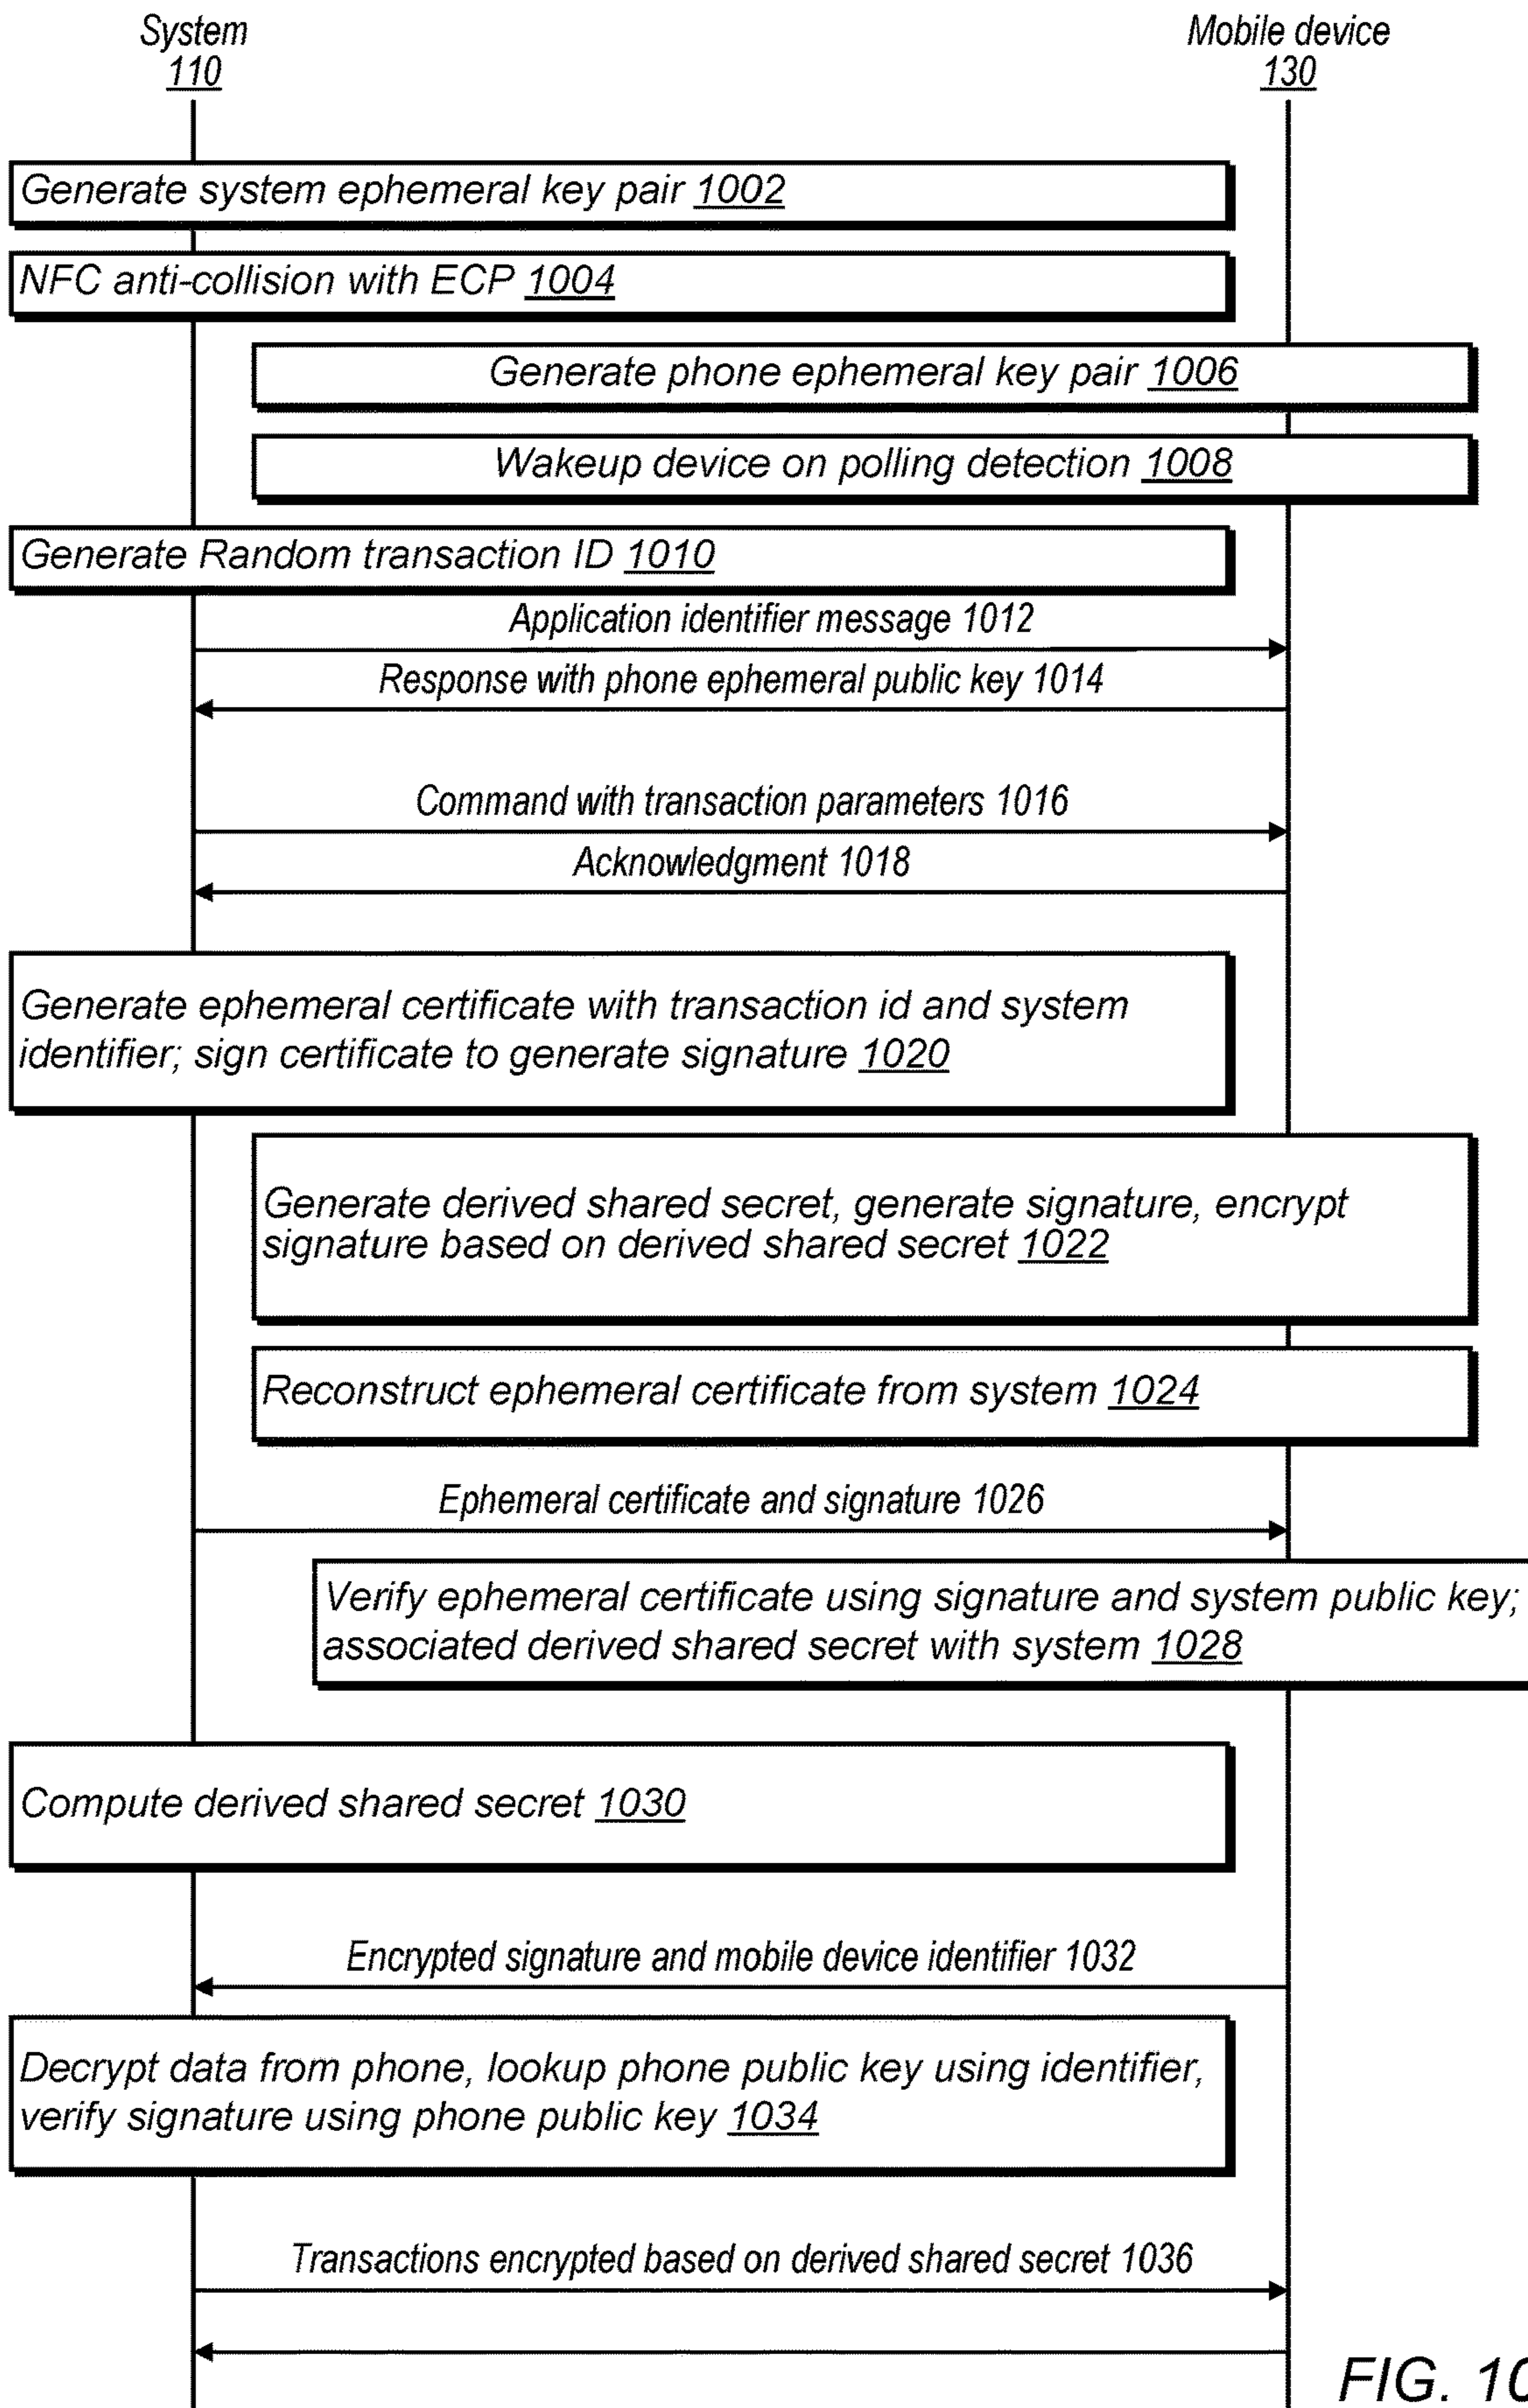 System
110
Mobile device
130
Generate system ephemeral key pair 1002
NFC anti-collision with ECP 1004
Generate phone ephemeral key pair 1006
Wakeup device on polling detection 1008
Generate Random transaction ID 1010
Application identifier message 1012
Response with phone ephemeral public key 1014
Command with transaction parameters 1016
Acknowledgment 1018
Generate ephemeral certificate with transaction id and system
identifier; sign certificate to generate signature 1020
Generate derived shared secret, generate signature, encrypt
signature based on derived shared secret 1022
Reconstruct ephemeral certificate from system 1024
Ephemeral certificate and signature 1026
Verify ephemeral certificate using signature and system public key;
associated derived shared secret with system 1028
Compute derived shared secret 1030
Encrypted signature and mobile device identifier 1032
Decrypt data from phone, lookup phone public key using identifier,
verify signature using phone public key 1034
Transactions encrypted based on derived shared secret 1036
FIG. 10